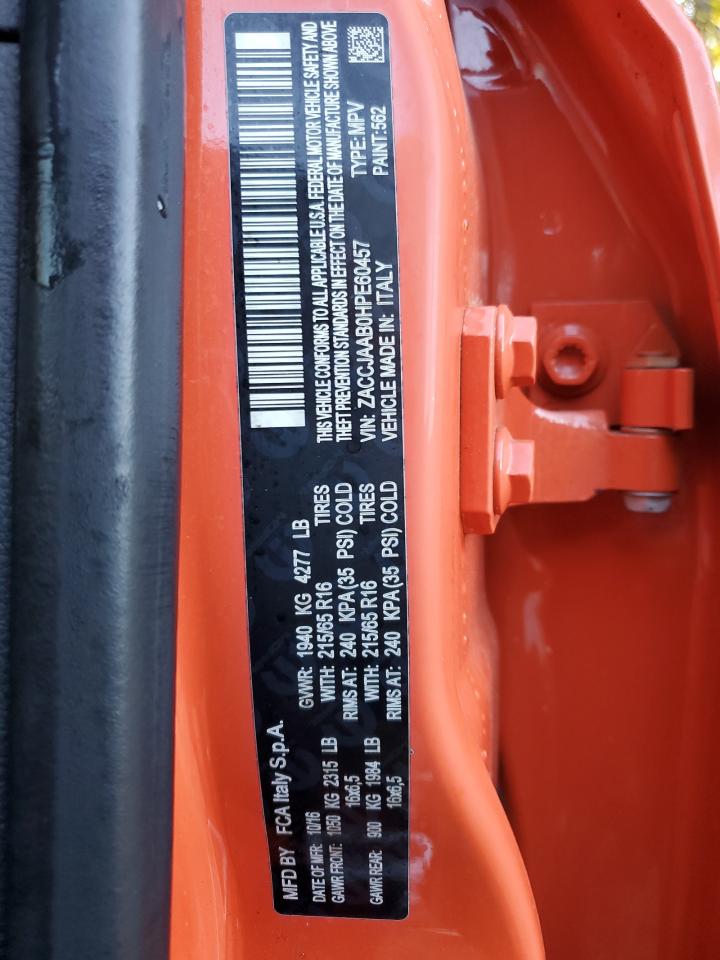 MFD BY FCA Italy S.p.A.
DATE OF MFR: 10/16 GVWR: 1940 KG 4277 LB
GAWR FRONT: 1050 KG 2315 LB WITH: 215/65 R16 TIRES
16x6,5 RIMS AT: 240 KPA(35 PSI) COLD
GAWR REAR: 900 KG 1984 LB WITH: 215/65 R16 TIRES
16x6,5 RIMS AT: 240 KPA(35 PSI) COLD
THIS VEHICLE CONFORMS TO ALL APPLICABLE U.S.A. FEDERAL MOTOR VEHICLE SAFETY AND
THEFT PREVENTION STANDARDS IN EFFECT ON THE DATE OF MANUFACTURE SHOWN ABOVE
VIN: ZACCJAAB0HPE60457 TYPE: MPV
VEHICLE MADE IN: ITALY PAINT:562